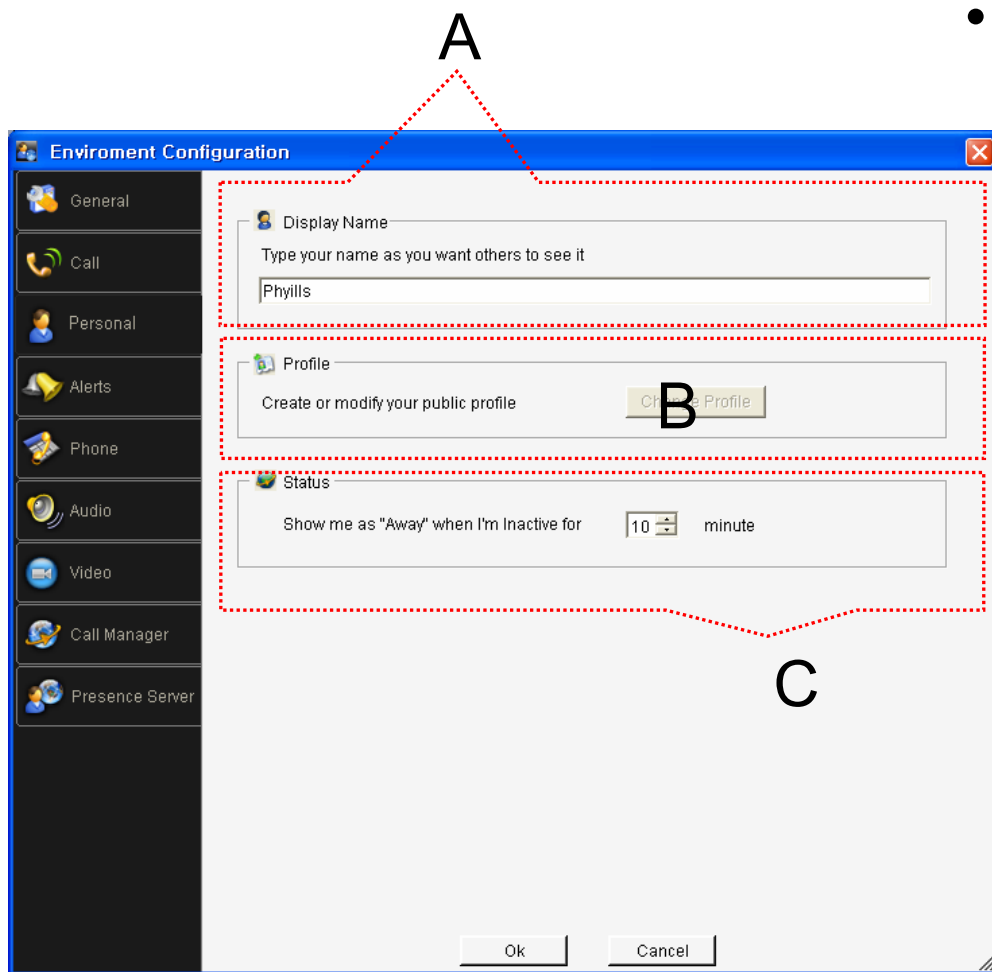 A
•
Enviroment Configuration
General
Call
Personal
Alerts
Phone
Audio
Video
Call Manager
Presence Server
Display Name
Type your name as you want others to see it
Phyills
Profile
Create or modify your public profile
Profile
B
Status
Show me as "Away" when I'm Inactive for 10 minute
C
Ok Cancel